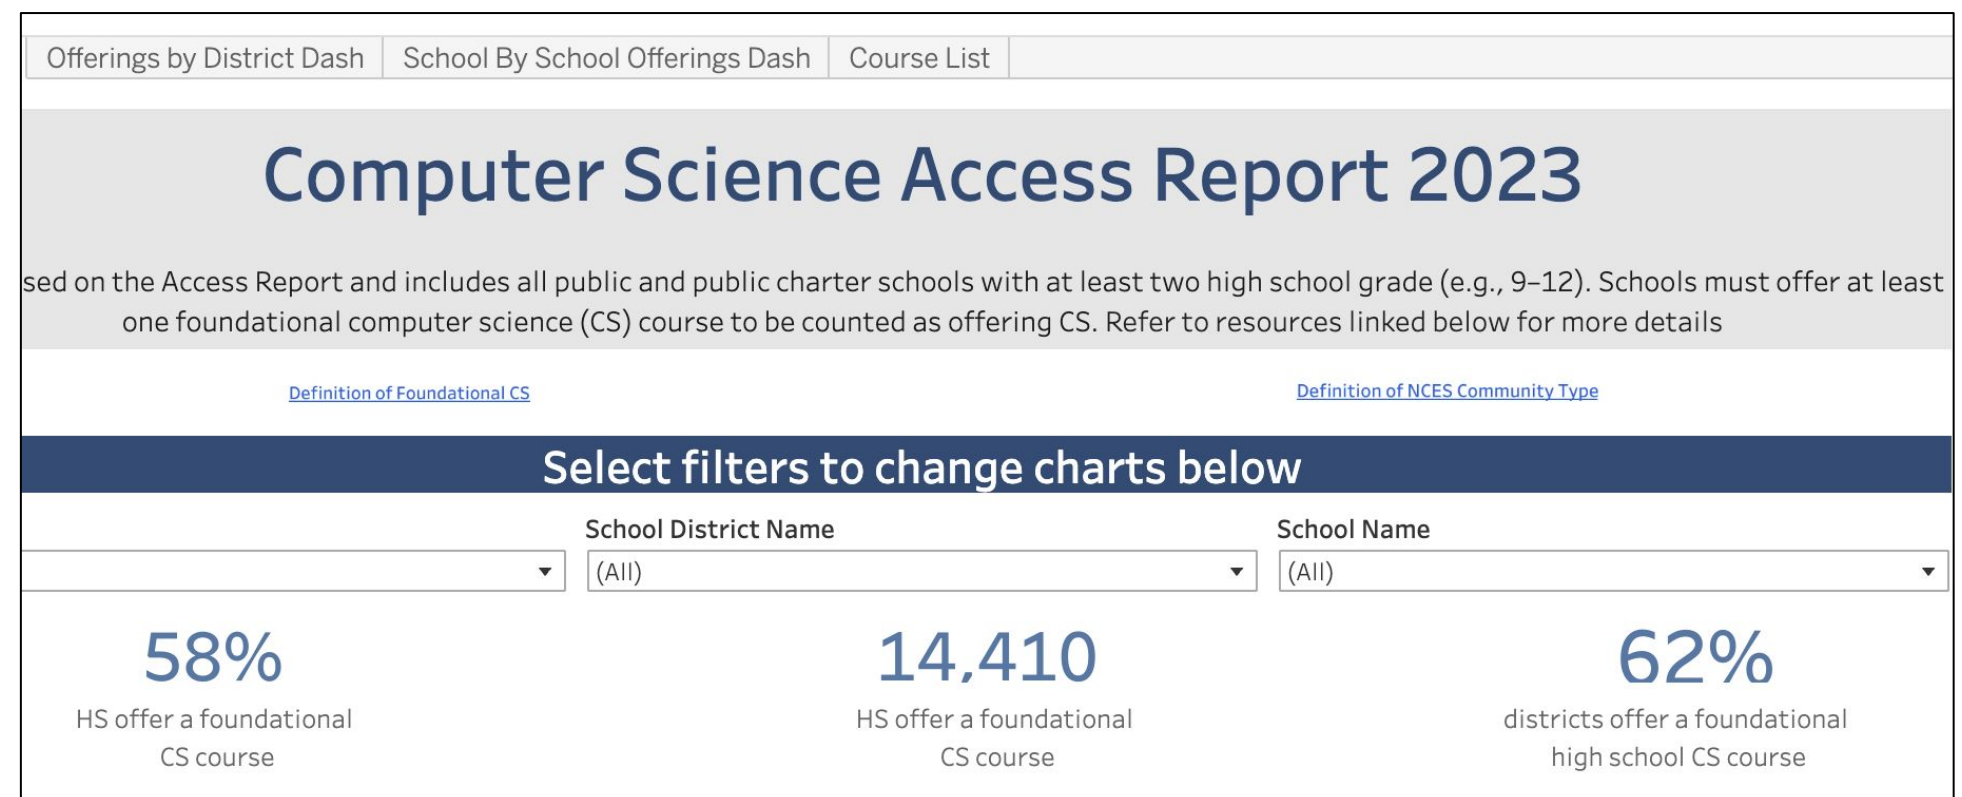 Offerings by District Dash School By School Offerings Dash Course List
Computer Science Access Report 2023
sed on the Access Report and includes all public and public charter schools with at least two high school grade (e.g., 9–12). Schools must offer at least
one foundational computer science (CS) course to be counted as offering CS. Refer to resources linked below for more details
Definition of Foundational CS Definition of NCES Community Type
Select filters to change charts below
School District Name School Name
(All) (All)
58% 14,410 62%
HS offer a foundational HS offer a foundational districts offer a foundational
CS course CS course high school CS course